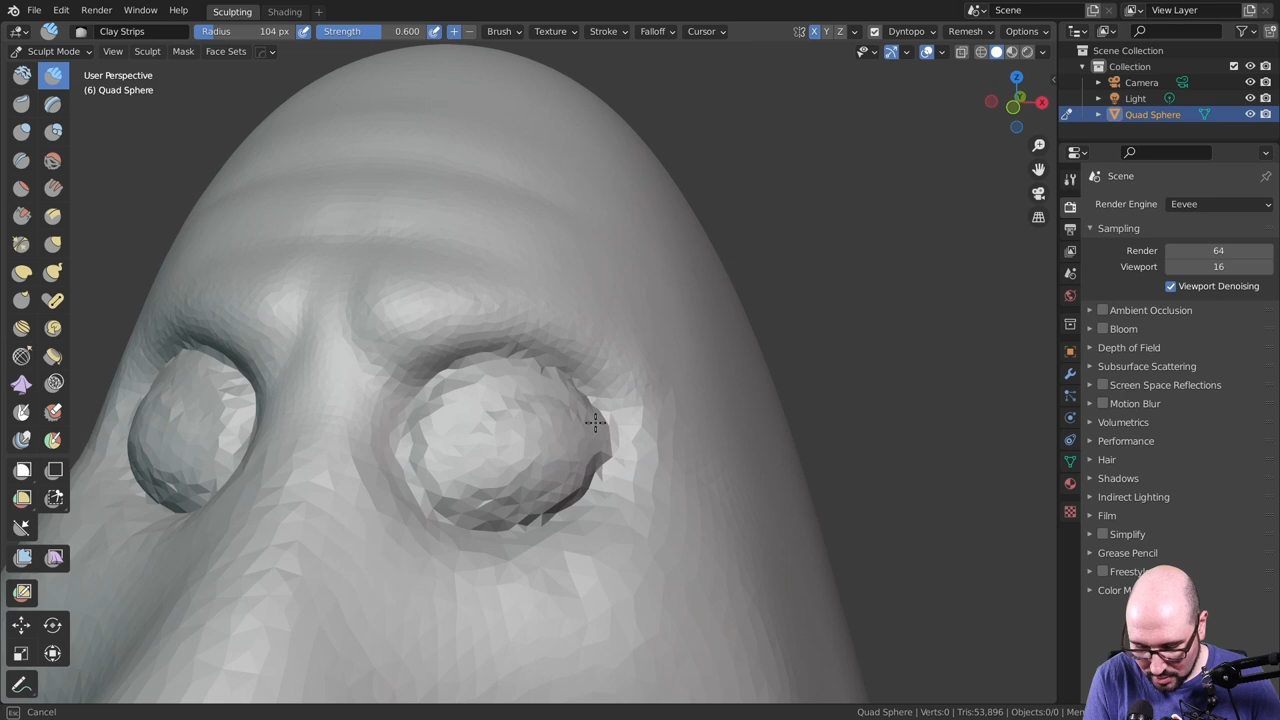 File Edit Render Window Help Sculpting Shading + Scene View Layer
Clay Strips Radius 104 px Strength 0.600 + − Brush Texture Stroke Falloff Cursor X Y Z Dyntopo Remesh Options
Sculpt Mode View Sculpt Mask Face Sets
User Perspective
(6) Quad Sphere
Z
Y
X
Scene Collection
Collection
Camera
Light
Quad Sphere
Scene
Render Engine Eevee
Sampling
Render 64
Viewport 16
Viewport Denoising
Ambient Occlusion
Bloom
Depth of Field
Subsurface Scattering
Screen Space Reflections
Motion Blur
Volumetrics
Performance
Hair
Shadows
Indirect Lighting
Film
Simplify
Grease Pencil
Freesty
Color M
Esc Cancel
Quad Sphere | Verts:0 | Tris:53,896 | Objects:0/0 | Mem